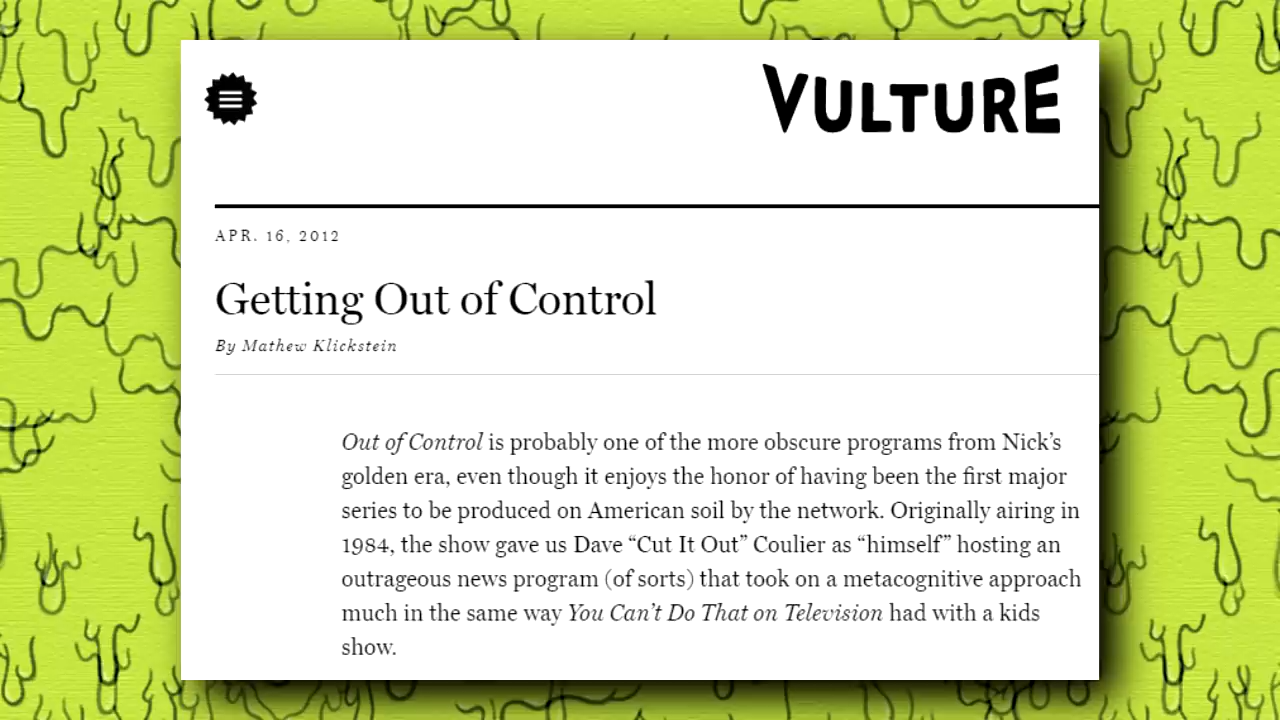 VULTURE
APR. 16, 2012
Getting Out of Control
By Mathew Klickstein
Out of Control is probably one of the more obscure programs from Nick’s
golden era, even though it enjoys the honor of having been the first major
series to be produced on American soil by the network. Originally airing in
1984, the show gave us Dave “Cut It Out” Coulier as “himself” hosting an
outrageous news program (of sorts) that took on a metacognitive approach
much in the same way You Can’t Do That on Television had with a kids
show.